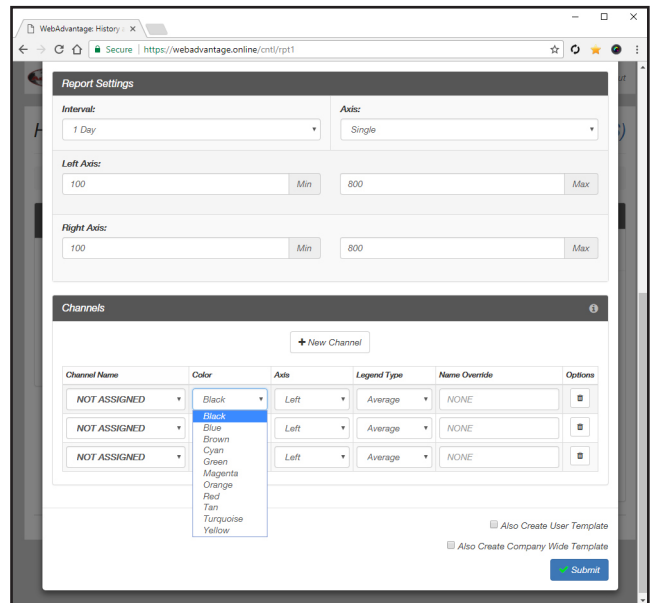 WebAdvantage: History
Secure | https://webadvantage.online/cntl/rpt1
ut
H
Report Settings
Interval: Axis:
1 Day Single
Left Axis:
100 Min 800 Max
Right Axis:
100 Min 800 Max
Channels
+ New Channel
Channel Name Color Axis Legend Type Name Override Options
NOT ASSIGNED Black Left Average NONE
NOT ASSIGNED Left Average NONE
NOT ASSIGNED Left Average NONE
Black
Blue
Brown
Cyan
Green
Magenta
Orange
Red
Tan
Turquoise
Yellow
Also Create User Template
Also Create Company Wide Template
Submit